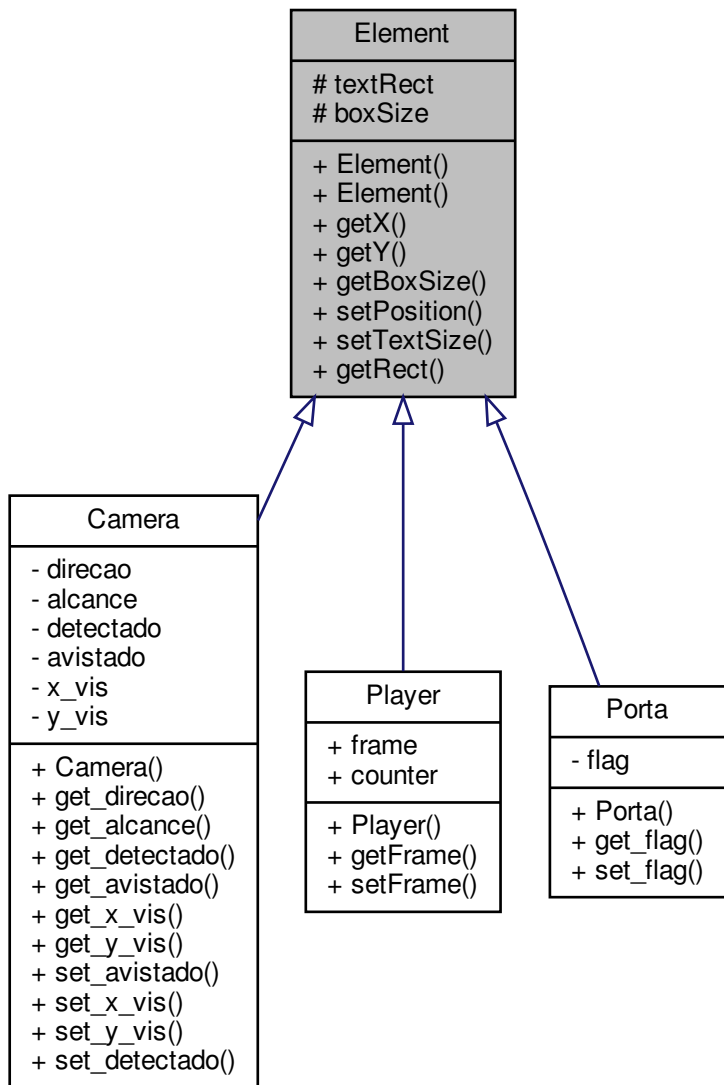 Element
# textRect
# boxSize
+ Element()
+ Element()
+ getX()
+ getY()
+ getBoxSize()
+ setPosition()
+ setTextSize()
+ getRect()
Camera
- direcao
- alcance
- detectado
- avistado
- x_vis
- y_vis
+ Camera()
+ get_direcao()
+ get_alcance()
+ get_detectado()
+ get_avistado()
+ get_x_vis()
+ get_y_vis()
+ set_avistado()
+ set_x_vis()
+ set_y_vis()
+ set_detectado()
Player
+ frame
+ counter
+ Player()
+ getFrame()
+ setFrame()
Porta
- flag
+ Porta()
+ get_flag()
+ set_flag()